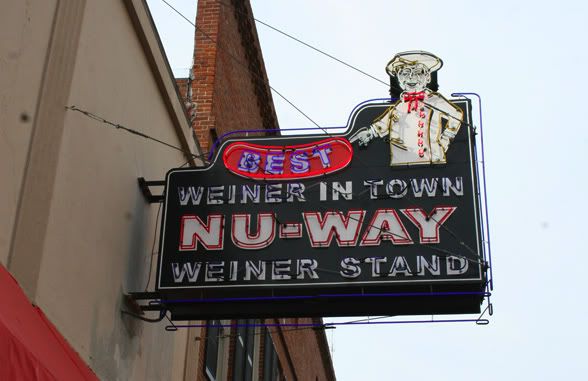 BEST
WEINER IN TOWN
NU-WAY
WEINER STAND